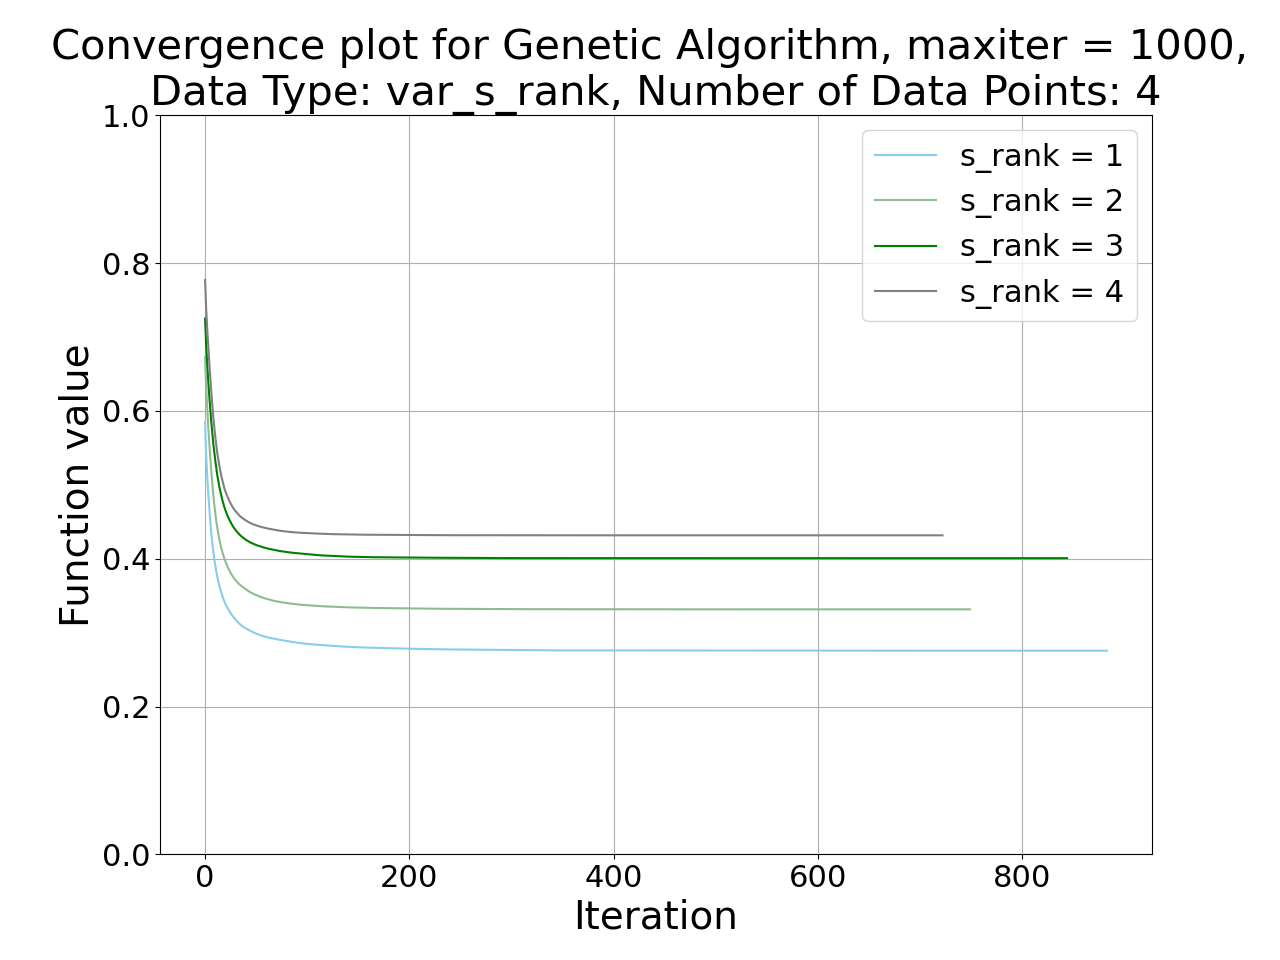 Convergence plot for Genetic Algorithm, maxiter = 1000,
Data Type: var_s_rank, Number of Data Points: 4
1.0
0.8
0.6
0.4
0.2
0.0
Function value
s_rank = 1
s_rank = 2
s_rank = 3
s_rank = 4
0 200 400 600 800
Iteration